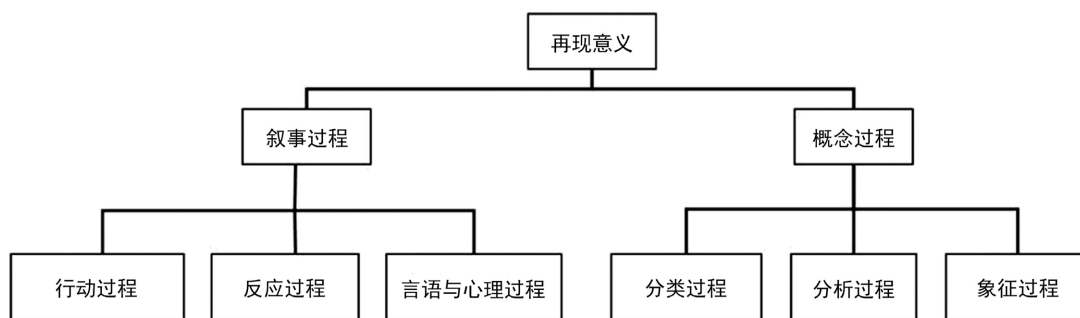 再现意义
叙事过程
概念过程
行动过程
反应过程
言语与心理过程
分类过程
分析过程
象征过程